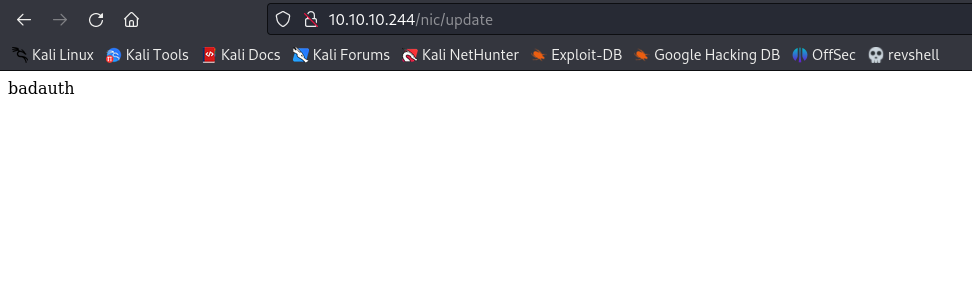 10.10.10.244/nic/update
Kali Linux Kali Tools Kali Docs Kali Forums Kali NetHunter Exploit-DB Google Hacking DB OffSec revshell
badauth